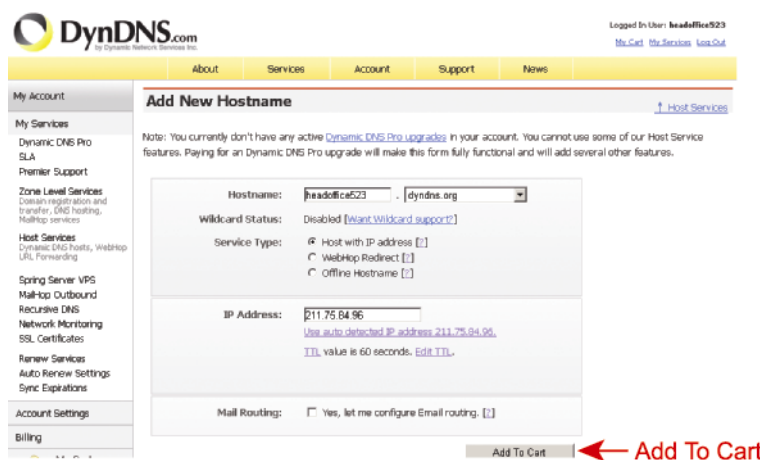 DynDNS.com
by Dynamic Network Services Inc.
Logged In User: headoffice523
My Cart My Services Log Out
About Services Account Support News
My Account
My Services
Dynamic DNS Pro
SLA
Premier Support
Zone Level Services
Domain registration and
transfer, DNS hosting,
MailHop services
Host Services
Dynamic DNS hosts, WebHop
URL Forwarding
Spring Server VPS
MailHop Outbound
Recursive DNS
Network Monitoring
SSL Certificates
Renew Services
Auto Renew Settings
Sync Expirations
Account Settings
Billing
Add New Hostname
↑ Host Services
Note: You currently don't have any active Dynamic DNS Pro upgrades in your account. You cannot use some of our Host Service
features. Paying for an Dynamic DNS Pro upgrade will make this form fully functional and will add several other features.
Hostname: headoffice523 . dyndns.org
Wildcard Status: Disabled [Want Wildcard support?]
Service Type: Host with IP address [?]
WebHop Redirect [?]
Offline Hostname [?]
IP Address: 211.75.84.96
Use auto detected IP address 211.75.84.96.
TTL value is 60 seconds. Edit TTL.
Mail Routing: Yes, let me configure Email routing. [?]
Add To Cart
Add To Cart